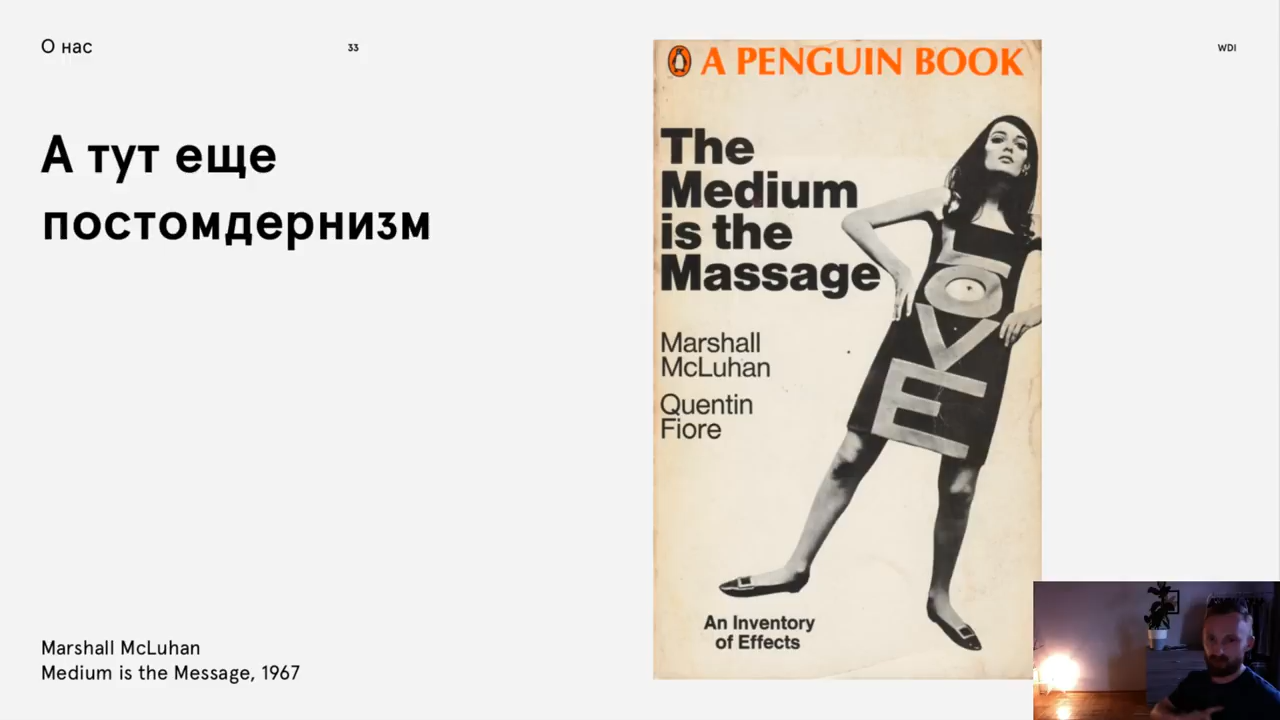 О нас
33
WDI
А тут еще
постомдернизм
A PENGUIN BOOK
The
Medium
is the
Massage
Marshall
McLuhan
Quentin
Fiore
LOVE
An Inventory
of Effects
Marshall McLuhan
Medium is the Message, 1967